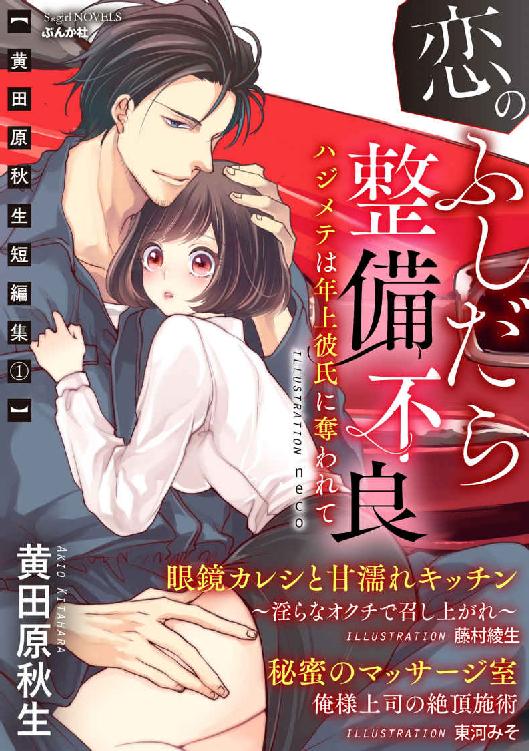 S*girl NOVELS
ぶんか社
【黄田原秋生短編集①】
恋の
ふしだら
整備不良
ハジメテは年上彼氏に奪われて
ILLUSTRATION neco
眼鏡カレシと甘濡れキッチン
～淫らなオクチで召し上がれ～
ILLUSTRATION 藤村綾生
秘蜜のマッサージ室
俺様上司の絶頂施術
ILLUSTRATION 東河みそ
AKIO KITAHARA
黄田原秋生